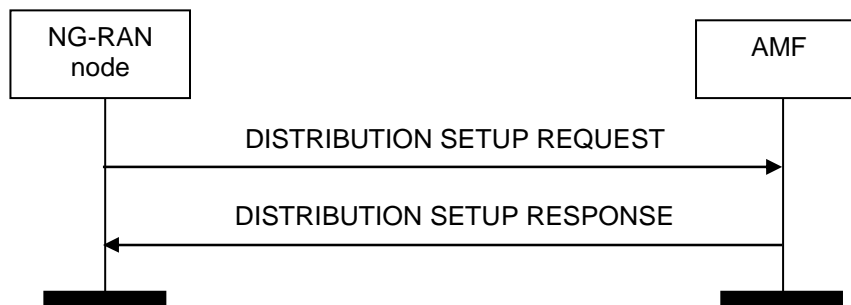 NG-RAN
node
AMF
DISTRIBUTION SETUP REQUEST
DISTRIBUTION SETUP RESPONSE